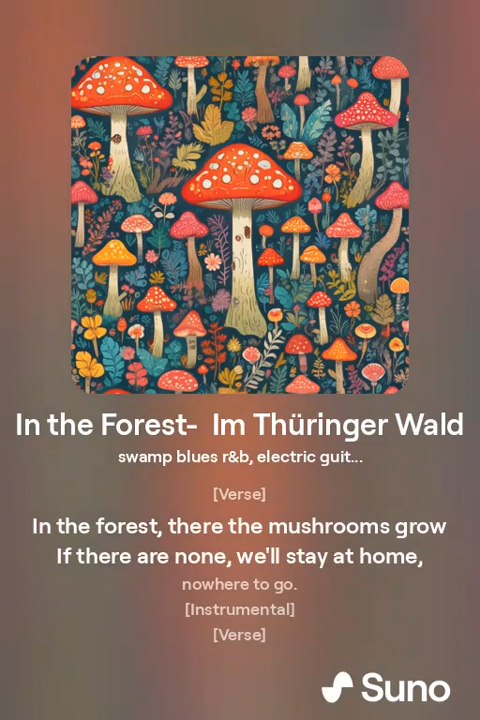 In the Forest-  Im Thüringer Wald
swamp blues r&b, electric guit...
[Verse]
In the forest, there the mushrooms grow
If there are none, we'll stay at home,
nowhere to go.
[Instrumental]
[Verse]
Suno